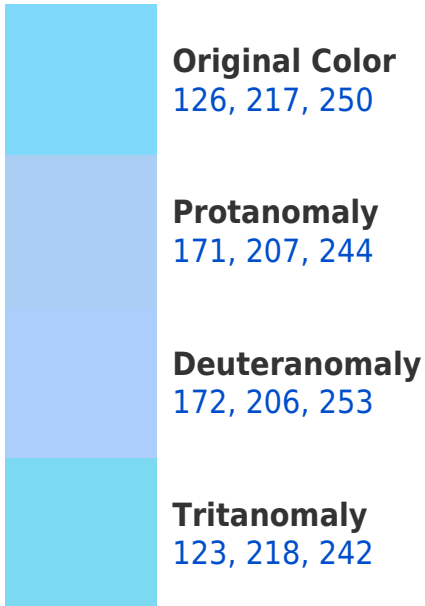 Original Color
126, 217, 250
Protanomaly
171, 207, 244
Deuteranomaly
172, 206, 253
Tritanomaly
123, 218, 242